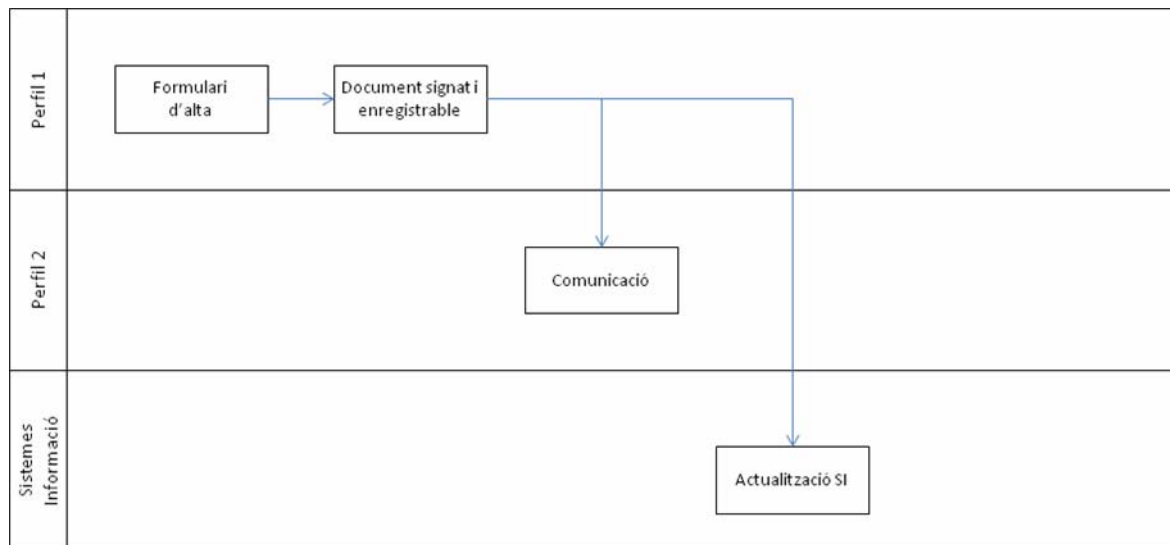 Perfil 1
Formulari
d'alta
Document signat i
enregistrable
Perfil 2
Comunicació
Sistemes
Informació
Actualització SI